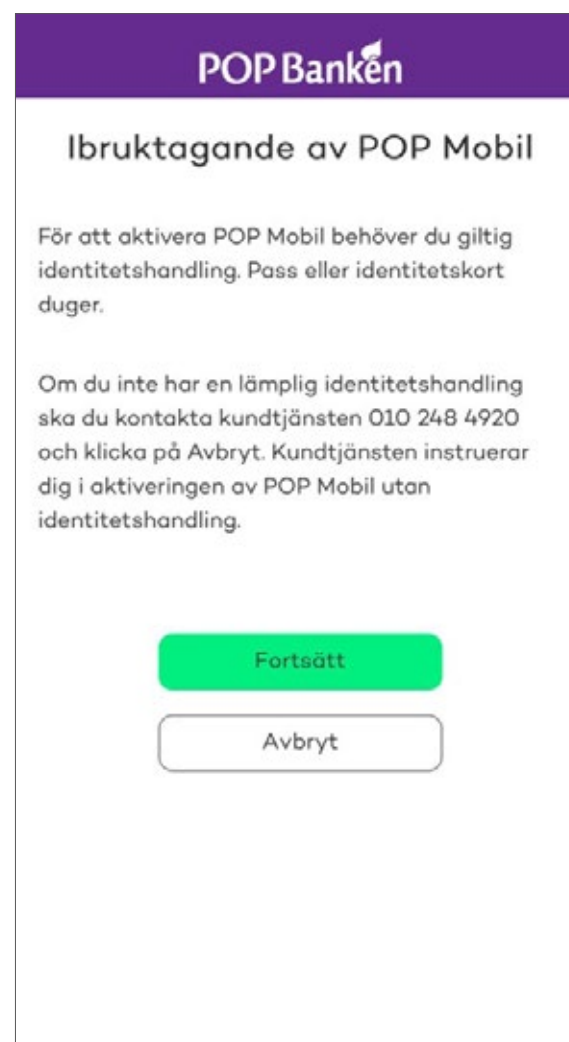 POP Banken
Ibruktagande av POP Mobil
För att aktivera POP Mobil behöver du giltig
identitetshandling. Pass eller identitetskort
duger.
Om du inte har en lämplig identitetshandling
ska du kontakta kundtjänsten 010 248 4920
och klicka på Avbryt. Kundtjänsten instruerar
dig i aktiveringen av POP Mobil utan
identitetshandling.
Fortsätt
Avbryt